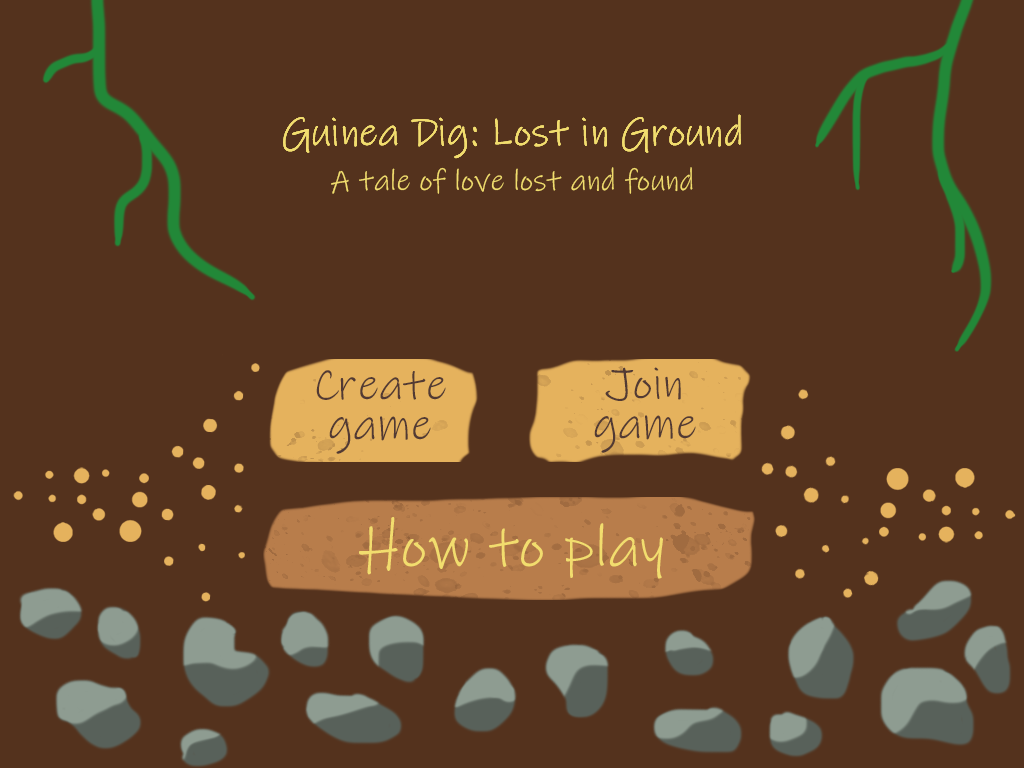 Guinea Dig: Lost in Ground
A tale of love lost and found
Create
game
Join
game
How to play